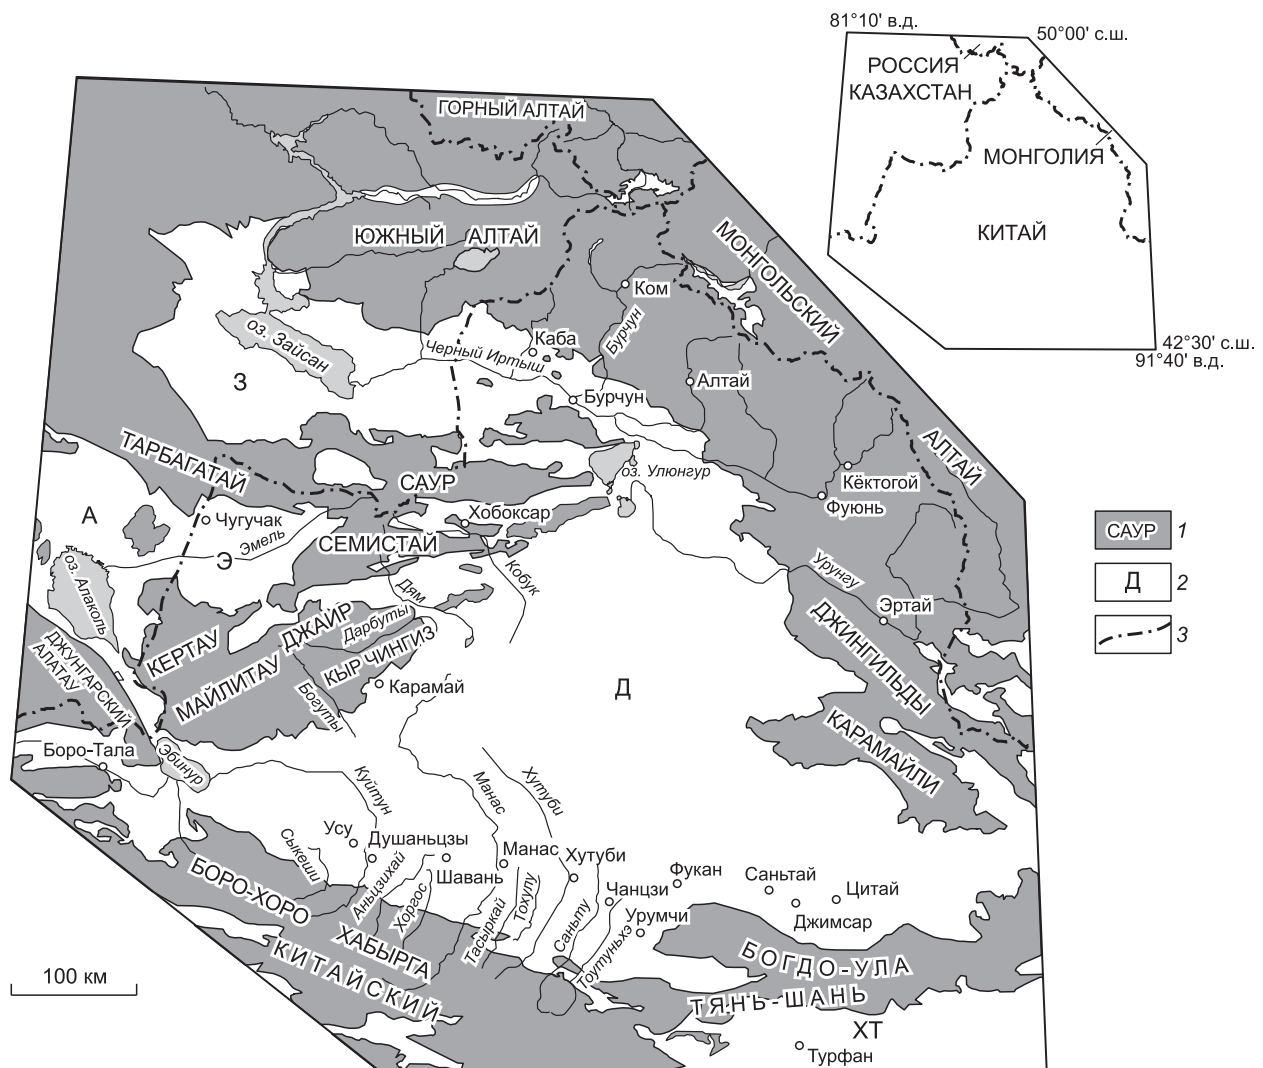 81°10' в.д.
50°00' с.ш.
РОССИЯ
КАЗАХСТАН
МОНГОЛИЯ
КИТАЙ
42°30' с.ш.
91°40' в.д.
ГОРНЫЙ АЛТАЙ
ЮЖНЫЙ АЛТАЙ
МОНГОЛЬСКИЙ
АЛТАЙ
Ком
Бурчун
оз. Зайсан
Каба
Черный Иртыш
Алтай
З
Бурчун
ТАРБАГАТАЙ
САУР
оз. Улюнгур
Кёктогой
Фуюнь
А
Чугучак
Хобоксар
Эмель
Э
СЕМИСТАЙ
Кобук
оз. Алаколь
Дям
Урунгу
Эртай
ДЖУНГАРСКИЙ
АЛАТАУ
КЕРТАУ
МАЙЛИТАУ
ДЖАИР
Дарбуты
КЫР ЧИНГИЗ
Богуты
Карамай
Д
ДЖИНГИЛЬДЫ
КАРАМАЙЛИ
Боро-Тала
Эбинур
Куйтун
Манас
Хутуби
Усу
Душаньцзы
Сыкеши
Аньцзихай
Шавань
Хоргос
Манас
Хутуби
Тасыркай
Тохулу
Саньту
Чанцзи
Фукан
Урумчи
Тоутуньхэ
Саньтай
Цитай
Джимсар
БОРО-ХОРО
ХАБЫРГА
КИТАЙСКИЙ
БОГДО-УЛА
ТЯНЬ-ШАНЬ
ХТ
Турфан
100 км
САУР 1
Д 2
3